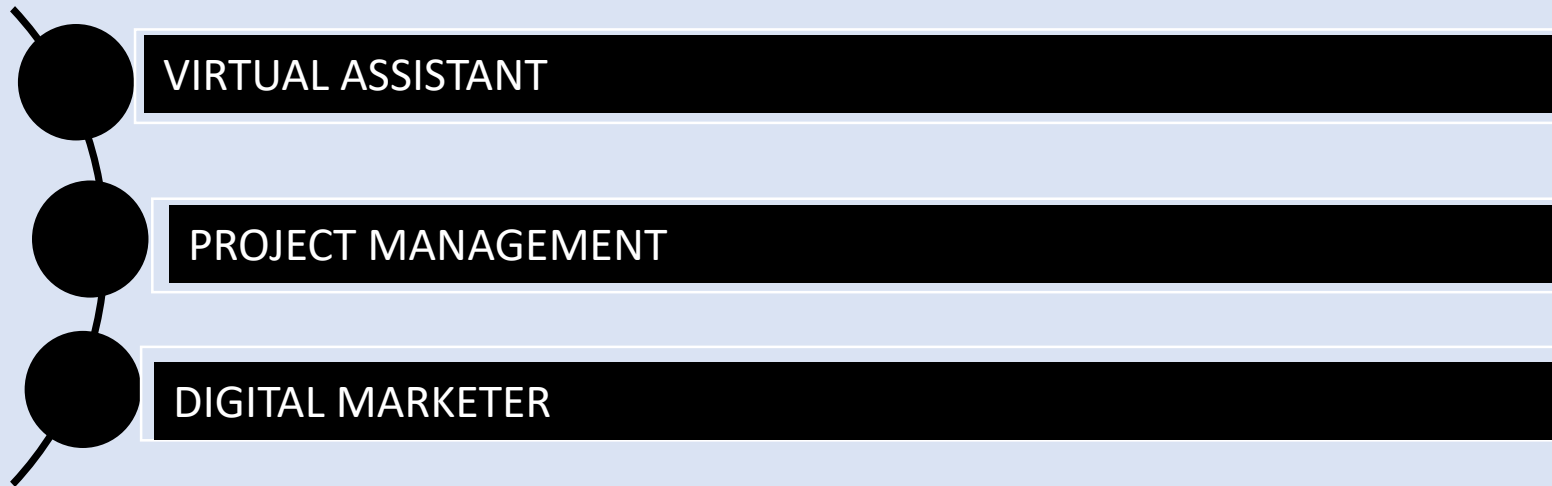 VIRTUAL ASSISTANT
PROJECT MANAGEMENT
DIGITAL MARKETER